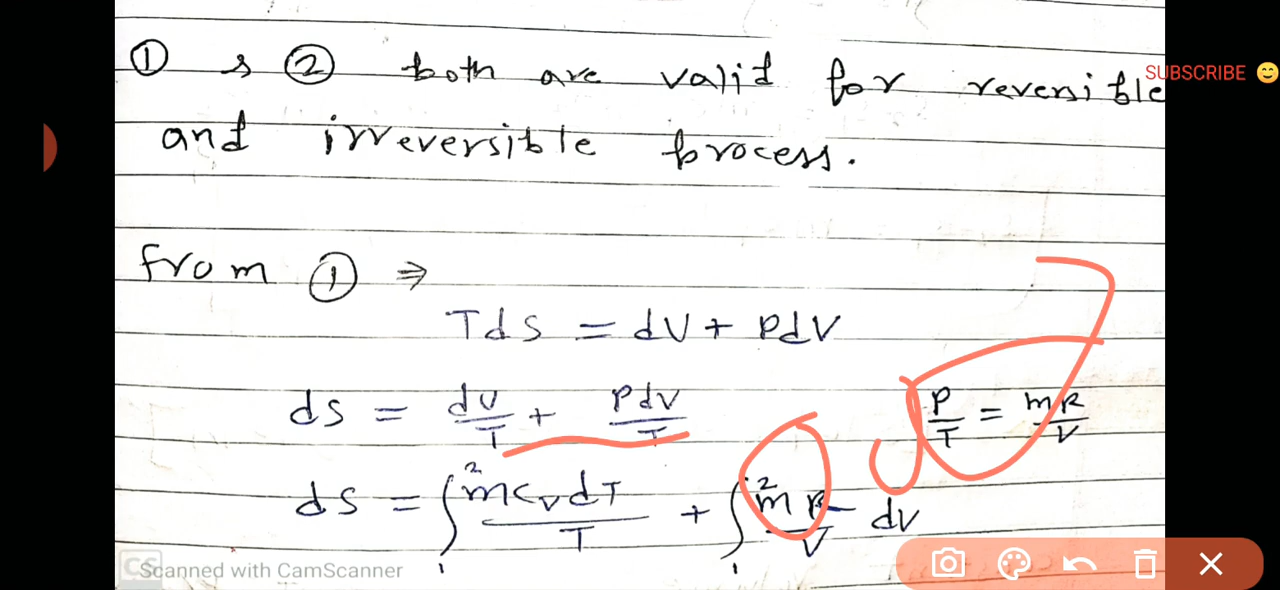 ① & ② both are valid for reversible
SUBSCRIBE 😊
and irreversible process.
from ① ⇒
Tds = dU + PdV
ds = dU/T + PdV/T
P/T = mR/V
ds = ∫₁² mCvdT/T + ∫₁² mR/V dV
CS Scanned with CamScanner